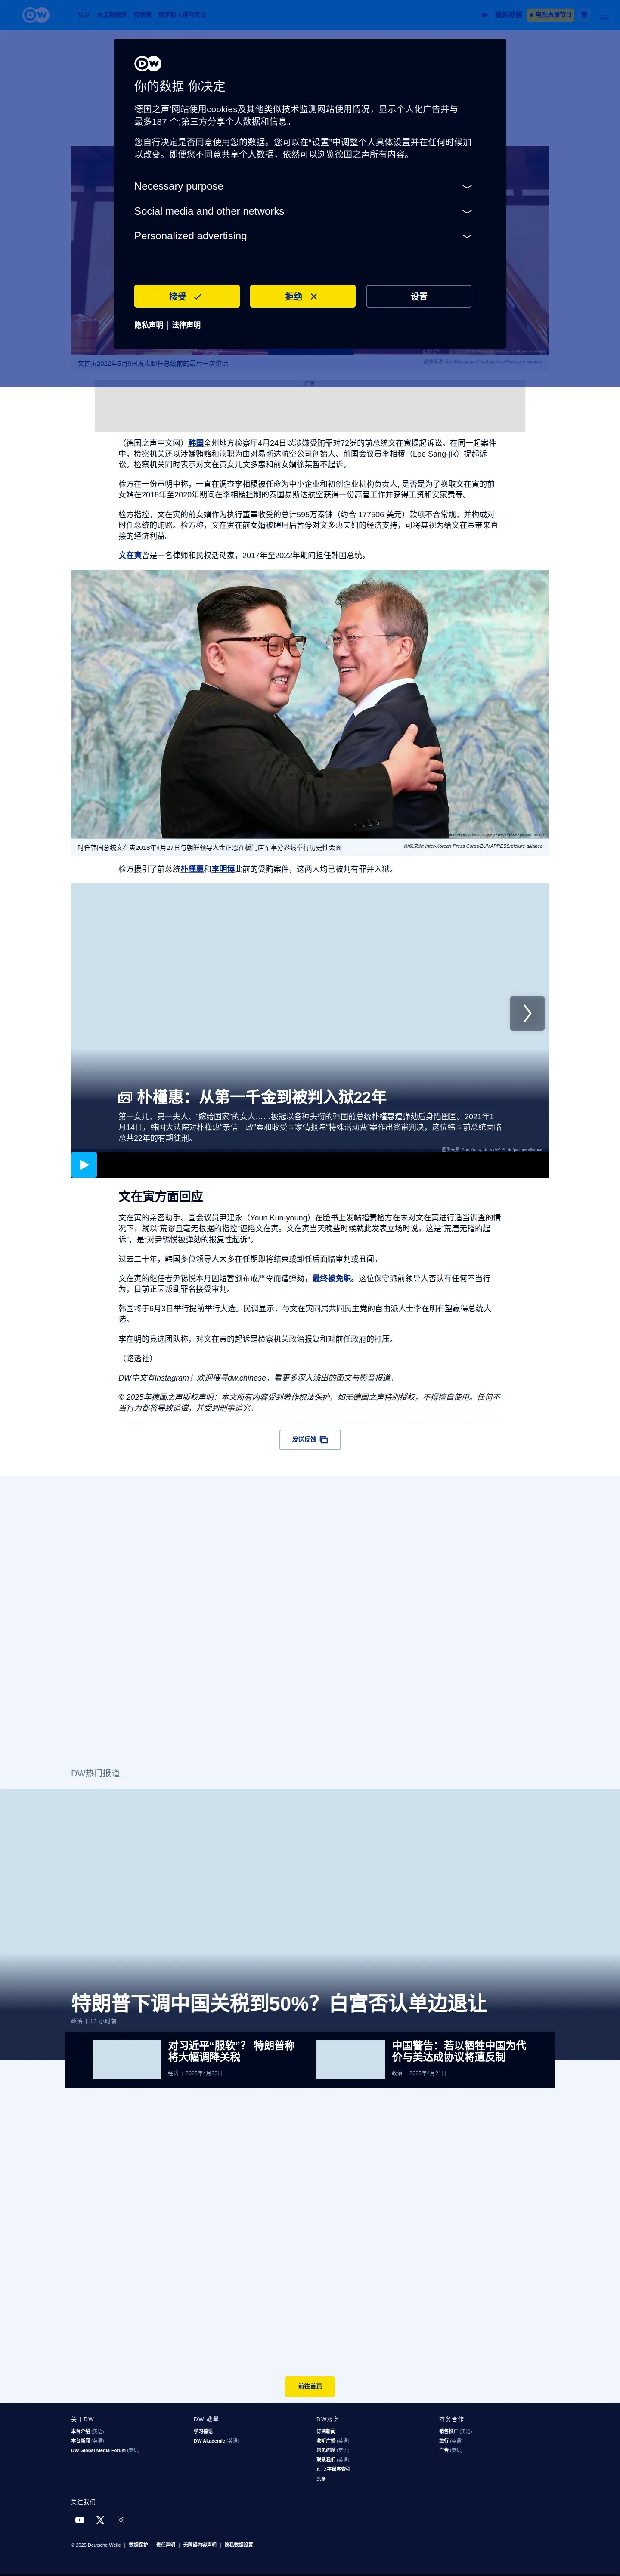 焦点
关税
俄罗斯入侵乌克兰
最新视频
电视直播节目
DW
你的数据 你决定
德国之声'网站使用cookies及其他类似技术监测网站使用情况，显示个人化广告并与
最多187 个;第三方分享个人数据和信息。
您自行决定是否同意使用您的数据。您可以在“设置”中调整个人具体设置并在任何时候加
以改变。即便您不同意共享个人数据，依然可以浏览德国之声所有内容。
Necessary purpose
Social media and other networks
Personalized advertising
接受
拒绝
设置
隐私声明 | 法律声明
文在寅2022年5月9日发表卸任总统前的最后一次讲话
广告
（德国之声中文网）韩国全州地方检察厅4月24日以涉嫌受贿罪对72岁的前总统文在寅提起诉讼。在同一起案件
中，检察机关还以涉嫌贿赂和渎职为由对易斯达航空公司创始人、前国会议员李相稷（Lee Sang-jik）提起诉
讼。检察机关同时表示对文在寅女儿文多惠和前女婿徐某暂不起诉。
检方在一份声明中称，一直在调查李相稷被任命为中小企业和初创企业机构负责人, 是否是为了换取文在寅的前
女婿在2018年至2020年期间在李相稷控制的泰国易斯达航空获得一份高管工作并获得工资和安家费等。
检方指控，文在寅的前女婿作为执行董事收受的总计595万泰铢（约合 177506 美元）款项不合常规，并构成对
时任总统的贿赂。检方称，文在寅在前女婿被聘用后暂停对文多惠夫妇的经济支持，可将其视为给文在寅带来直
接的经济利益。
文在寅曾是一名律师和民权活动家，2017年至2022年期间担任韩国总统。
时任韩国总统文在寅2018年4月27日与朝鲜领导人金正恩在板门店军事分界线举行历史性会面
图像来源: Inter-Korean Press Corps/ZUMAPRESS/picture alliance
检方援引了前总统朴槿惠和李明博此前的受贿案件，这两人均已被判有罪并入狱。
朴槿惠：从第一千金到被判入狱22年
第一女儿、第一夫人、“嫁给国家”的女人……被冠以各种头衔的韩国前总统朴槿惠遭弹劾后身陷囹圄。2021年1
月14日，韩国大法院对朴槿惠“亲信干政”案和收受国家情报院“特殊活动费”案作出终审判决，这位韩国前总统面临
总共22年的有期徒刑。
图像来源: Ahn Young-Joon/AP Photo/picture alliance
文在寅方面回应
文在寅的亲密助手、国会议员尹建永（Youn Kun-young）在脸书上发帖指责检方在未对文在寅进行适当调查的情
况下，就以“荒谬且毫无根据的指控”诬陷文在寅。文在寅当天晚些时候就此发表立场时说，这是“荒唐无稽的起
诉”，是“对尹锡悦被弹劾的报复性起诉”。
过去二十年，韩国多位领导人大多在任期即将结束或卸任后面临审判或丑闻。
文在寅的继任者尹锡悦本月因短暂颁布戒严令而遭弹劾，最终被免职。这位保守派前领导人否认有任何不当行
为，目前正因叛乱罪名接受审判。
韩国将于6月3日举行提前举行大选。民调显示，与文在寅同属共同民主党的自由派人士李在明有望赢得总统大
选。
李在明的竞选团队称，对文在寅的起诉是检察机关政治报复和对前任政府的打压。
（路透社）
DW中文有Instagram！欢迎搜寻dw.chinese，看更多深入浅出的图文与影音报道。
© 2025年德国之声版权声明：本文所有内容受到著作权法保护，如无德国之声特别授权，不得擅自使用。任何不
当行为都将导致追偿，并受到刑事追究。
发送反馈
DW热门报道
特朗普下调中国关税到50%？白宫否认单边退让
政治 | 13 小时前
对习近平“服软”？ 特朗普称
将大幅调降关税
经济 | 2025年4月23日
中国警告：若以牺牲中国为代
价与美达成协议将遭反制
政治 | 2025年4月21日
前往首页
关于DW
本台介绍 (英语)
本台新闻 (英语)
DW Global Media Forum (英语)
DW 教學
学习德语
DW Akademie (英语)
DW服务
订阅新闻
收听广播 (英语)
常见问题 (英语)
联系我们 (英语)
A - Z字母序索引
头条
商务合作
销售推广 (英语)
旅行 (英语)
广告 (英语)
关注我们
© 2025 Deutsche Welle | 数据保护 | 责任声明 | 无障碍内容声明 | 隐私数据设置